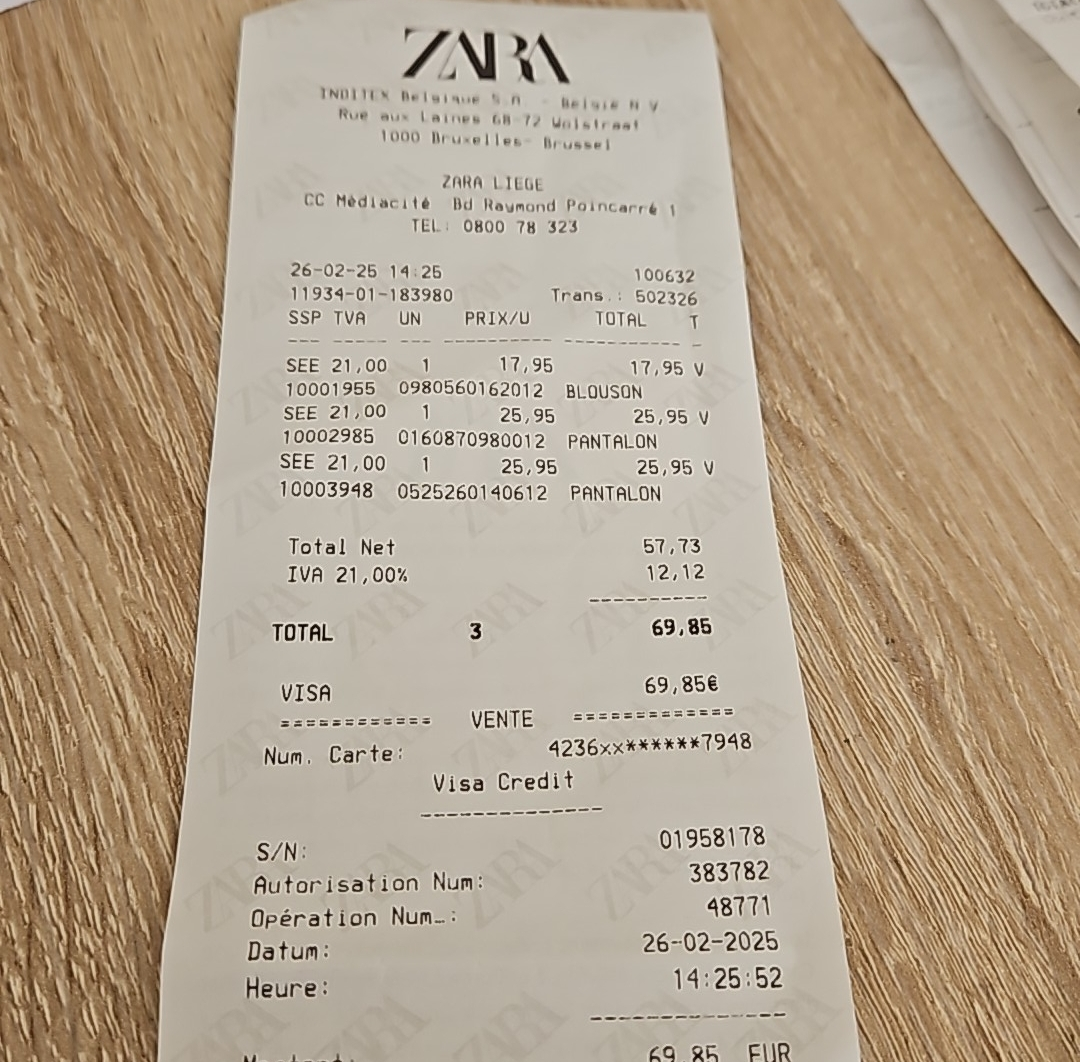 ZARA
INDITEX Belgique S.A. - België N V
Rue aux Laines 68-72 Wolstraat
1000 Bruxelles- Brussel
ZARA LIEGE
CC Médiacité Bd Raymond Poincarré 1
TEL: 0800 78 323
26-02-25 14:25 100632
11934-01-183980 Trans.: 502326
SSP TVA UN PRIX/U TOTAL T
--- ----- --- ----------- ----------- -
SEE 21,00 1 17,95 17,95 V
10001955 0980560162012 BLOUSON
SEE 21,00 1 25,95 25,95 V
10002985 0160870980012 PANTALON
SEE 21,00 1 25,95 25,95 V
10003948 0525260140612 PANTALON
Total Net 57,73
IVA 21,00% 12,12
----------
TOTAL 3 69,85
VISA 69,85€
============ VENTE =============
Num. Carte: 4236xx******7948
Visa Credit
--------------
S/N: 01958178
Autorisation Num: 383782
Opération Num.: 48771
Datum: 26-02-2025
Heure: 14:25:52
--------------
69,85 EUR